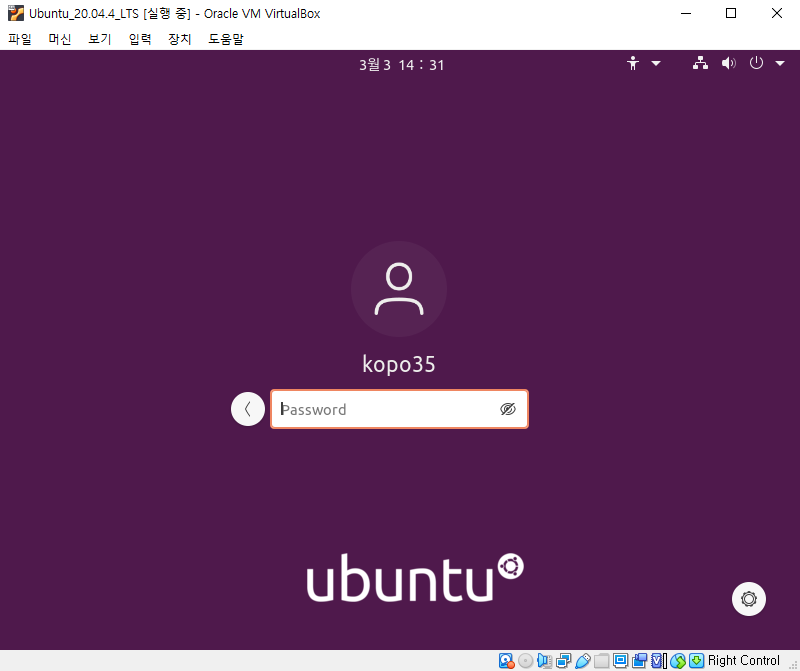 Ubuntu_20.04.4_LTS [실행 중] - Oracle VM VirtualBox
파일 머신 보기 입력 장치 도움말
3월 3 14 : 31
kopo35
Password
ubuntu
Right Control